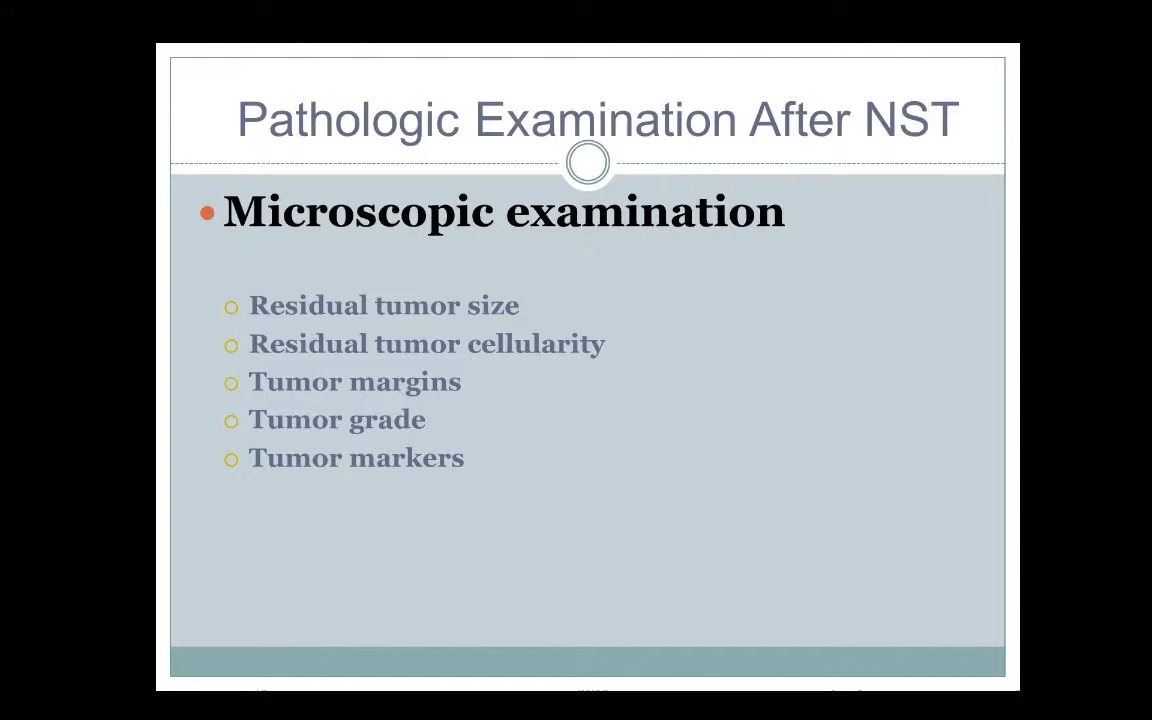 Pathologic Examination After NST
Microscopic examination
Residual tumor size
Residual tumor cellularity
Tumor margins
Tumor grade
Tumor markers